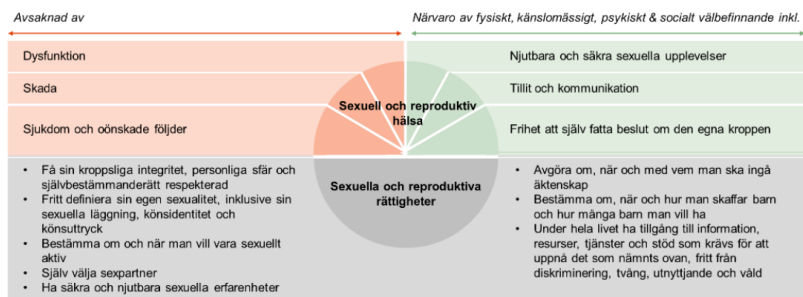 Avsaknad av
Närvaro av fysiskt, känslomässigt, psykiskt & socialt välbefinnande inkl.
Dysfunktion
Skada
Sjukdom och oönskade följder
Sexuell och reproduktiv
hälsa
Njutbara och säkra sexuella upplevelser
Tillit och kommunikation
Frihet att själv fatta beslut om den egna kroppen
• Få sin kroppsliga integritet, personliga sfär och
självbestämmanderätt respekterad
• Fritt definiera sin egen sexualitet, inklusive sin
sexuella läggning, könsidentitet och
könsuttryck
• Bestämma om och när man vill vara sexuellt
aktiv
• Själv välja sexpartner
• Ha säkra och njutbara sexuella erfarenheter
Sexuella och reproduktiva
rättigheter
• Avgöra om, när och med vem man ska ingå
äktenskap
• Bestämma om, när och hur man skaffar barn
och hur många barn man vill ha
• Under hela livet ha tillgång till information,
resurser, tjänster och stöd som krävs för att
uppnå det som nämnts ovan, fritt från
diskriminering, tvång, utnyttjande och våld